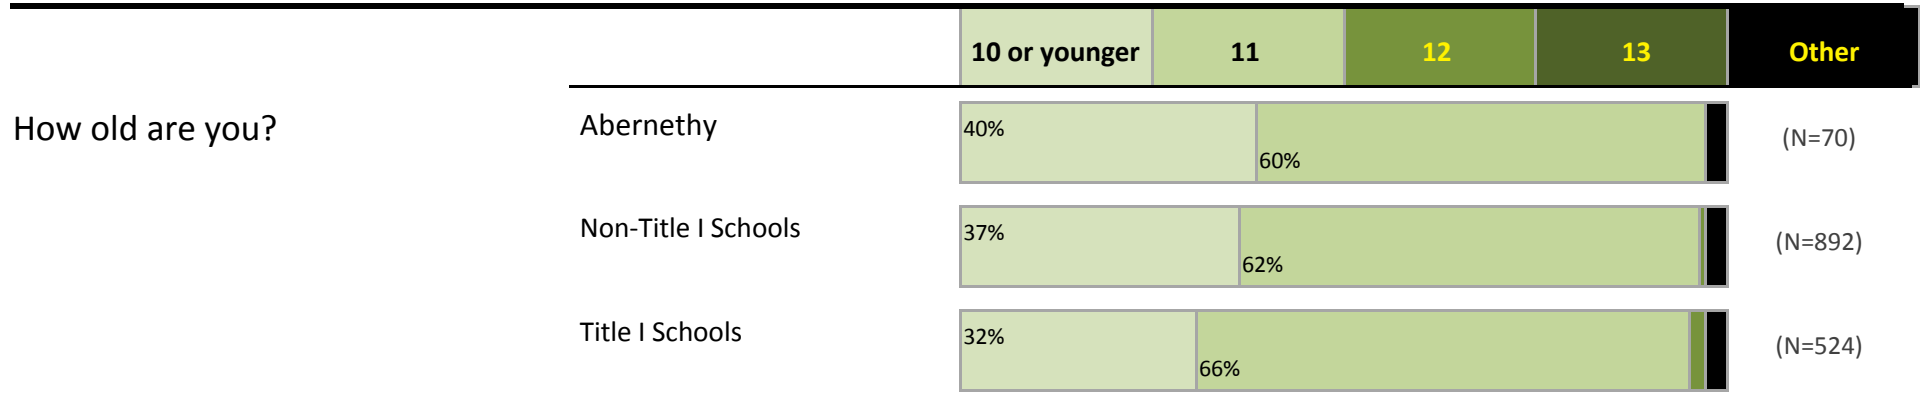 10 or younger 11 12 13 Other
How old are you?
Abernethy
40%
60%
(N=70)
Non-Title I Schools
37%
62%
(N=892)
Title I Schools
32%
66%
(N=524)